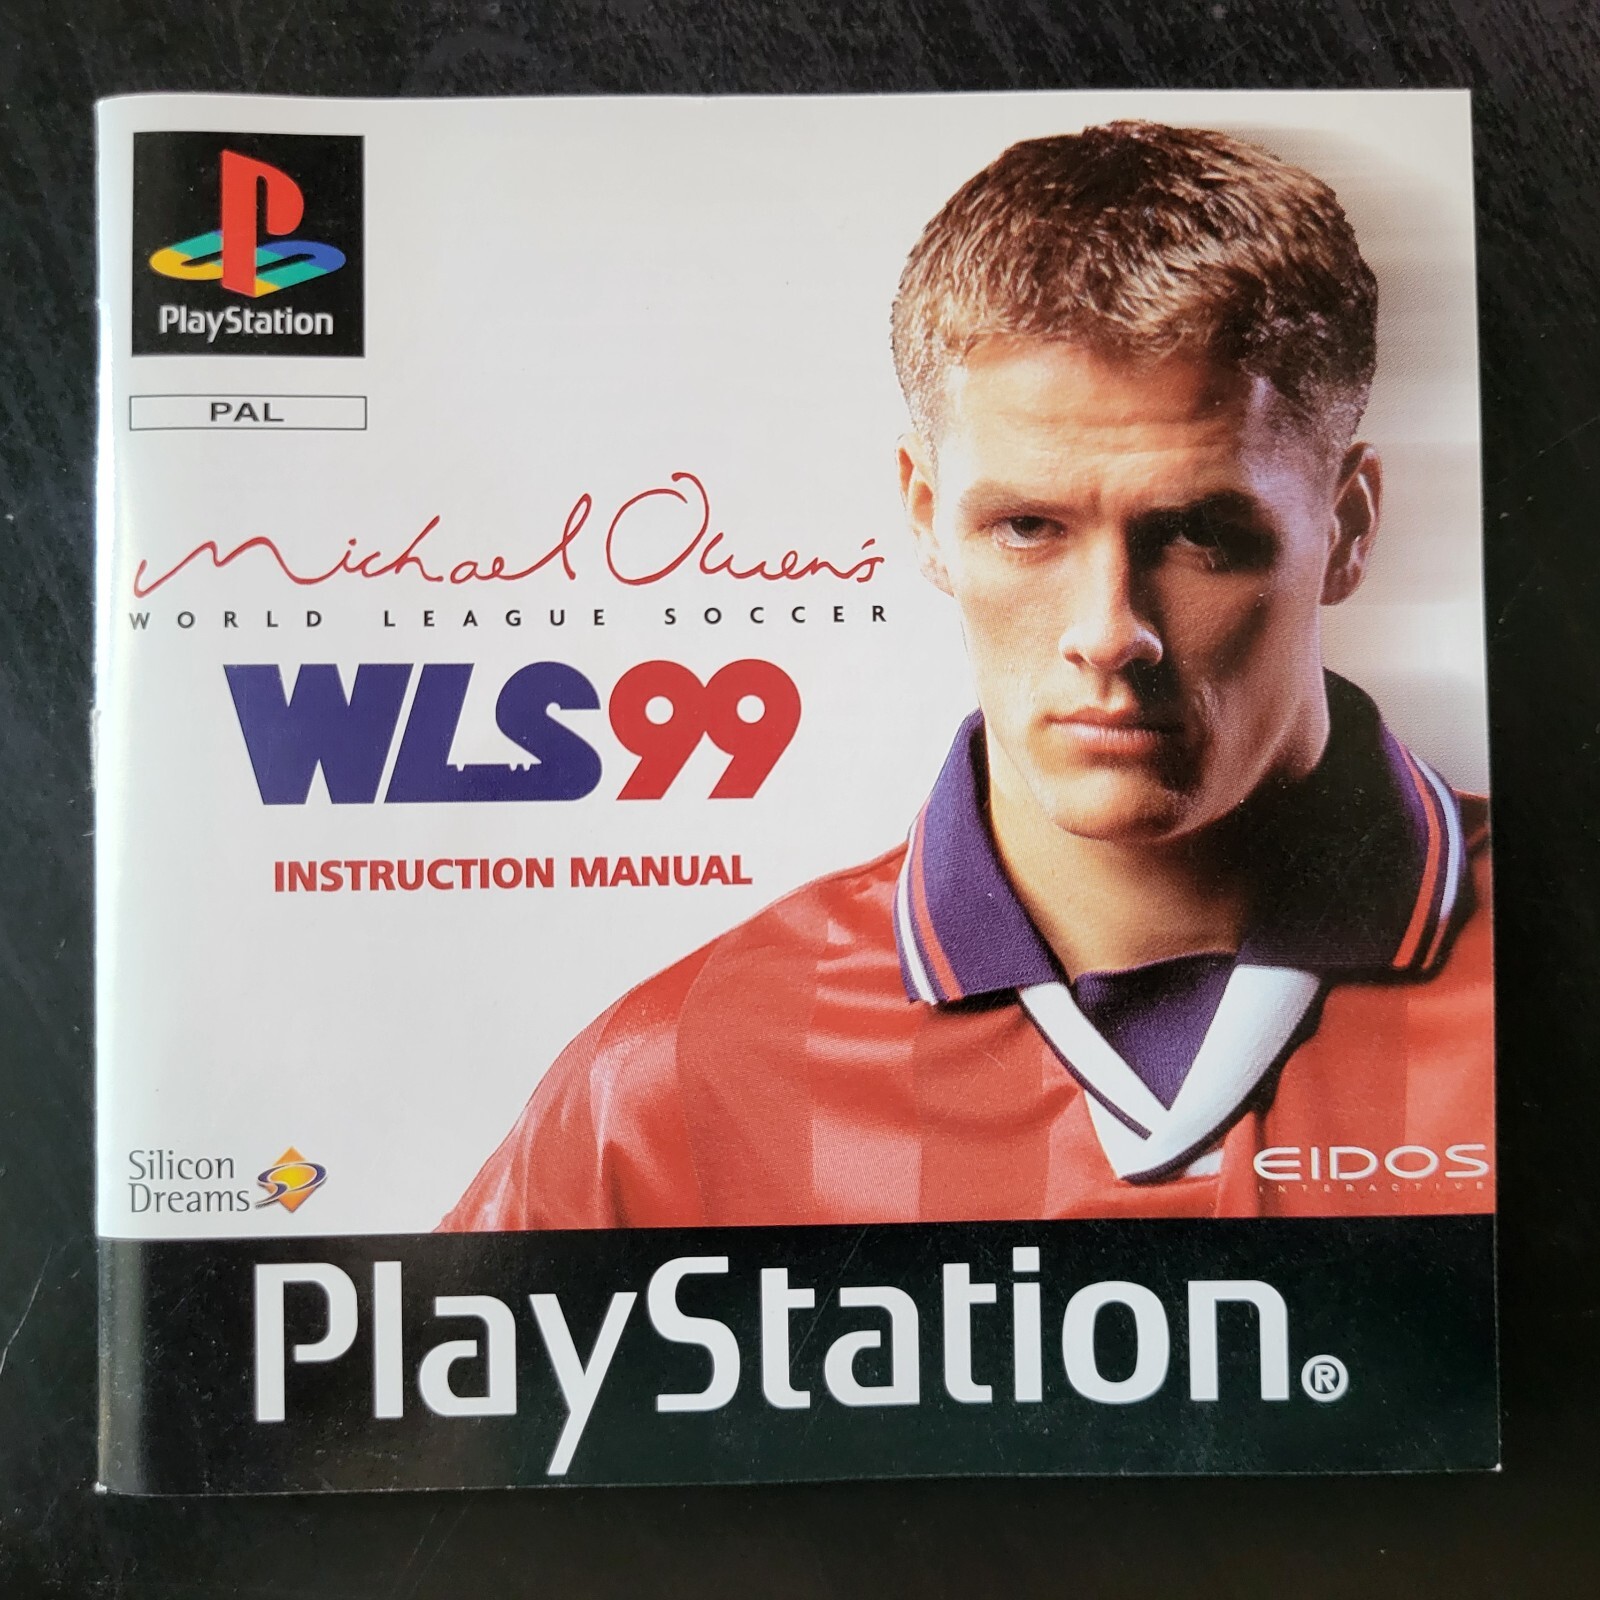 PlayStation
PAL
Michael Owen's
WORLD LEAGUE SOCCER
WLS99
INSTRUCTION MANUAL
Silicon
Dreams
EIDOS
INTERACTIVE
PlayStation®